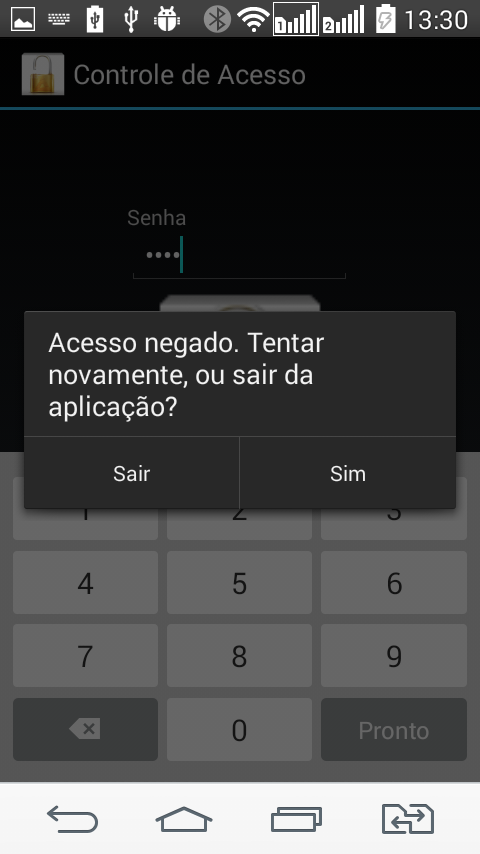 13:30
Controle de Acesso
Senha
••••
Acesso negado. Tentar
novamente, ou sair da
aplicação?
Sair Sim
1 2 3
4 5 6
7 8 9
0 Pronto